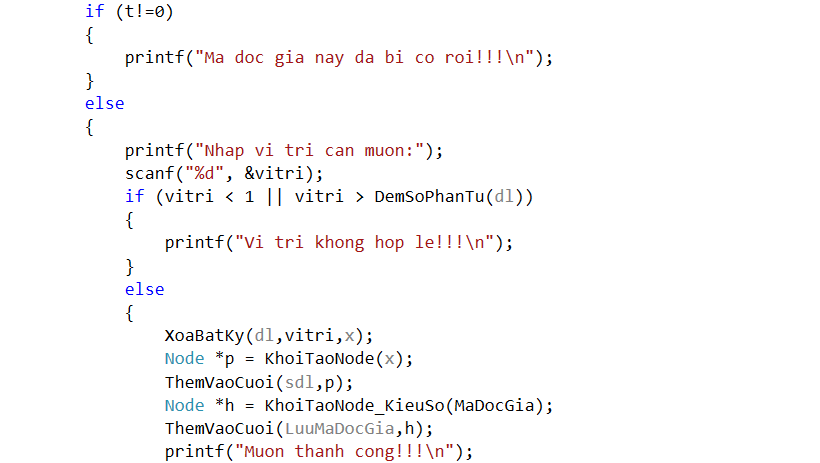 if (t!=0)
{
printf("Ma doc gia nay da bi co roi!!!\n");
}
else
{
printf("Nhap vi tri can muon:");
scanf("%d", &vitri);
if (vitri < 1 || vitri > DemSoPhanTu(dl))
{
printf("Vi tri khong hop le!!!\n");
}
else
{
XoaBatKy(dl,vitri,x);
Node *p = KhoiTaoNode(x);
ThemVaoCuoi(sdl,p);
Node *h = KhoiTaoNode_KieuSo(MaDocGia);
ThemVaoCuoi(LuuMaDocGia,h);
printf("Muon thanh cong!!!\n");